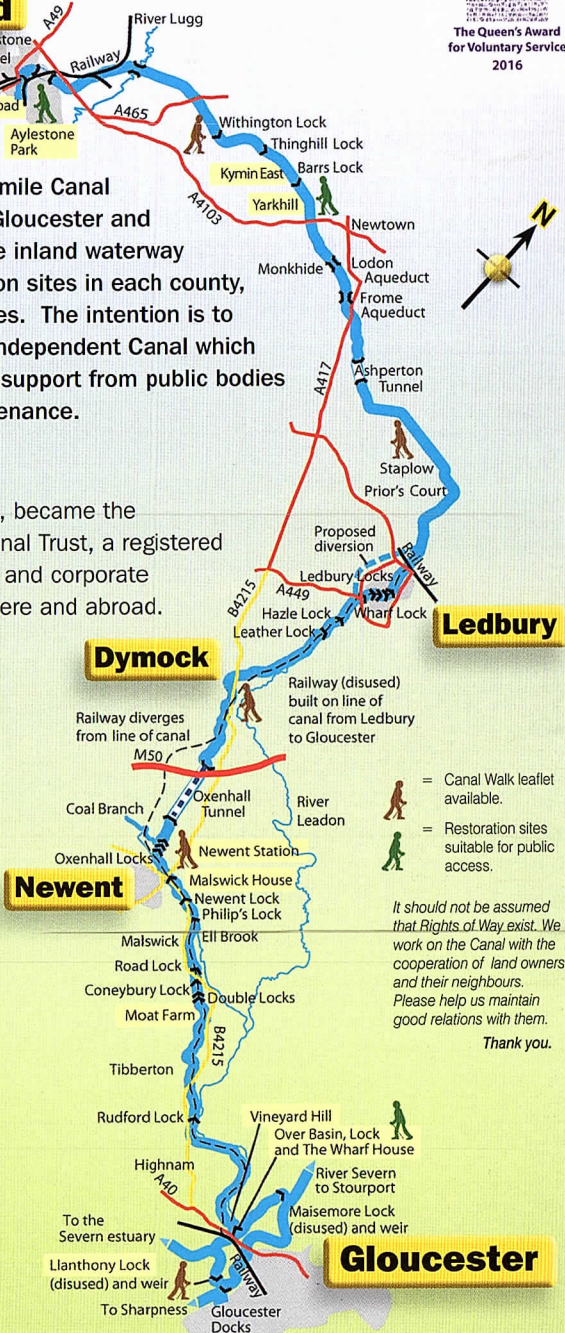 A49
River Lugg
The Queen's Award
for Voluntary Service
2016
Railway
A465
Aylestone
Park
Withington Lock
Thinghill Lock
Kymin East
Barrs Lock
Yarkhill
A4103
Newtown
N
Monkhide
Lodon
Aqueduct
Frome
Aqueduct
mile Canal
Gloucester and
inland waterway
on sites in each county,
The intention is to
independent Canal which
support from public bodies
A417
Ashperton
Tunnel
Staplow
Prior's Court
became the
Trust, a registered
and corporate
here and abroad.
Proposed
diversion
Railway
Ledbury Locks
B4215
A449
Wharf Lock
Hazle Lock
Leather Lock
Ledbury
Dymock
Railway (disused)
built on line of
canal from Ledbury
to Gloucester
Railway diverges
from line of canal
M50
Oxenhall
Tunnel
River
Leadon
Coal Branch
= Canal Walk leaflet
available.
= Restoration sites
suitable for public
access.
Oxenhall Locks
Newent Station
Newent
Malswick House
Newent Lock
Philip's Lock
Malswick
Ell Brook
Road Lock
Coneybury Lock
Double Locks
Moat Farm
B4215
It should not be assumed
that Rights of Way exist. We
work on the Canal with the
cooperation of land owners
and their neighbours.
Please help us maintain
good relations with them.
Thank you.
Tibberton
Rudford Lock
Vineyard Hill
Over Basin, Lock
and The Wharf House
Highnam
A40
River Severn
to Stourport
Maisemore Lock
(disused) and weir
To the
Severn estuary
Llanthony Lock
(disused) and weir
Railway
Gloucester
To Sharpness
Gloucester
Docks